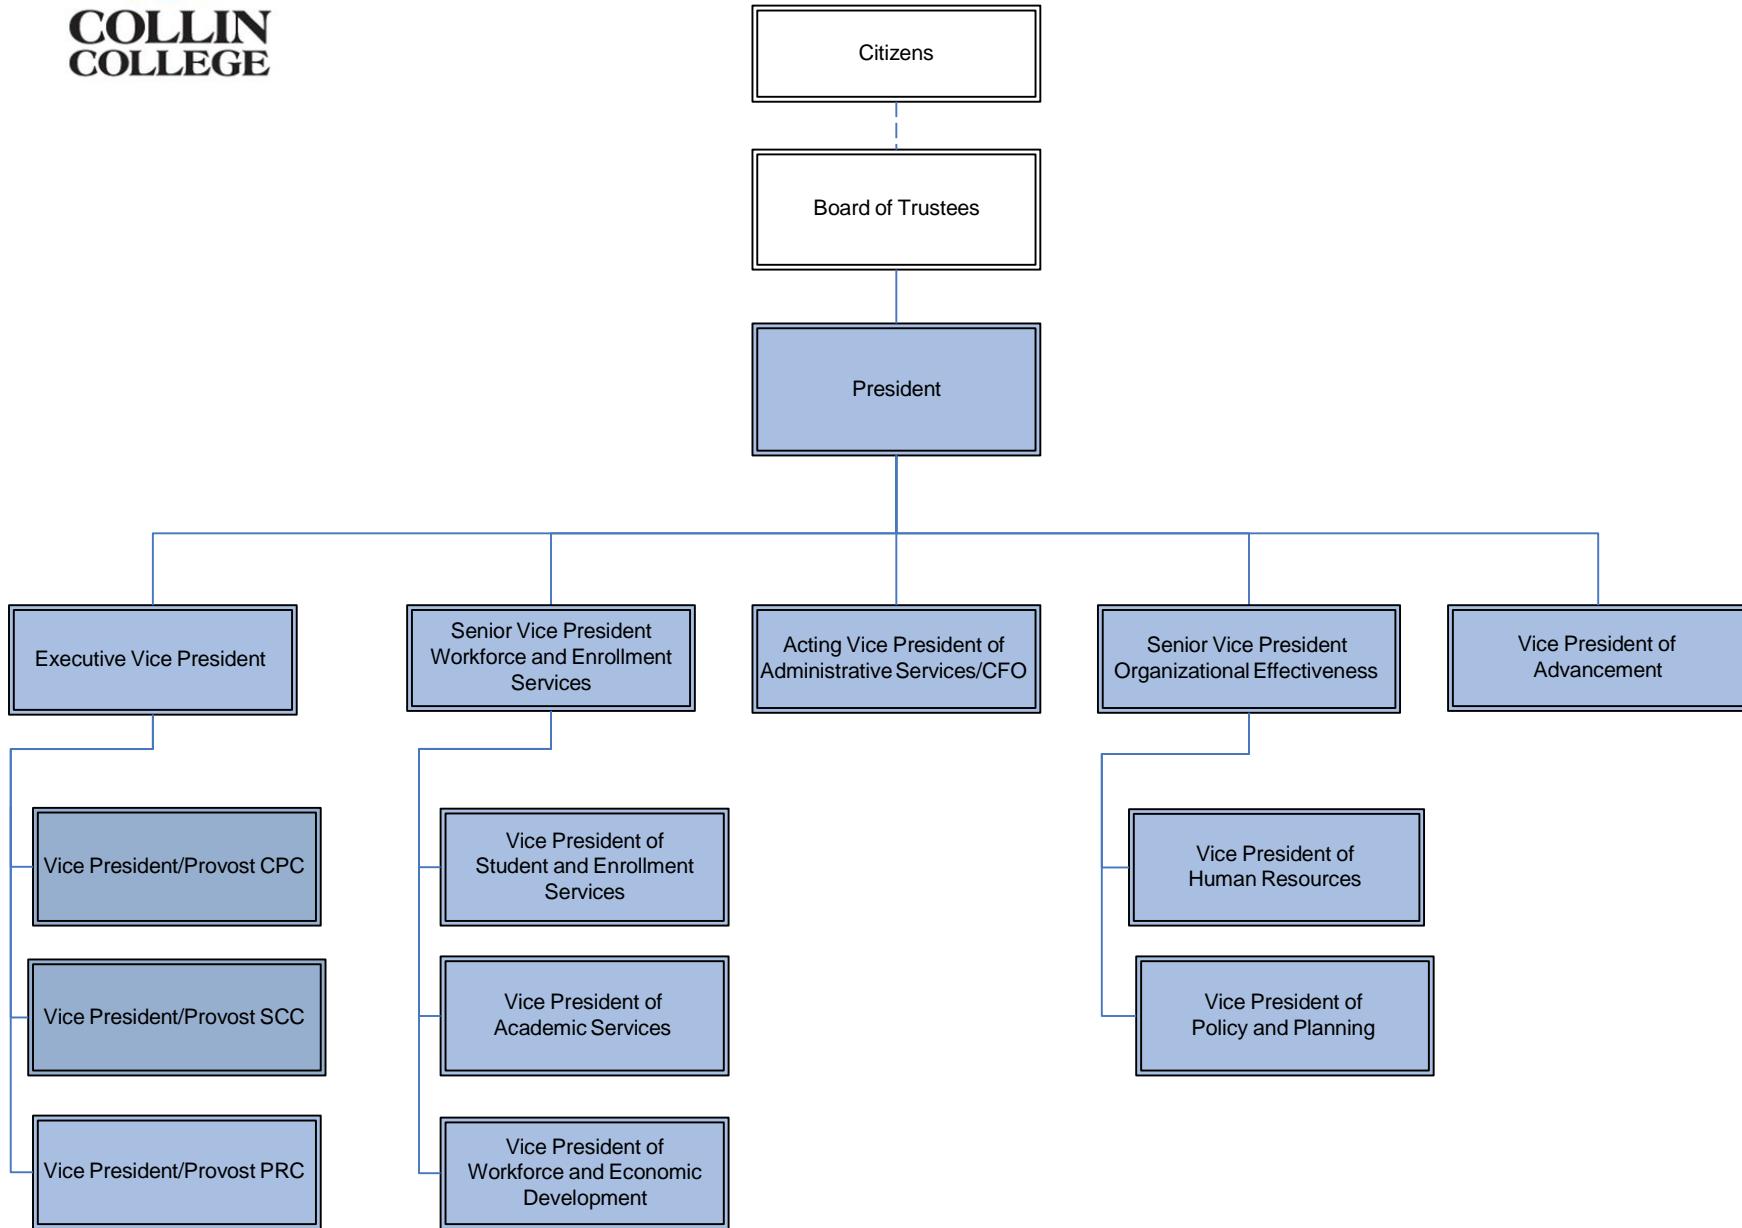 COLLIN
COLLEGE
Citizens
Board of Trustees
President
Executive Vice President
Senior Vice President
Workforce and Enrollment
Services
Acting Vice President of
Administrative Services/CFO
Senior Vice President
Organizational Effectiveness
Vice President of
Advancement
Vice President/Provost CPC
Vice President of
Student and Enrollment
Services
Vice President of
Human Resources
Vice President/Provost SCC
Vice President of
Academic Services
Vice President of
Policy and Planning
Vice President/Provost PRC
Vice President of
Workforce and Economic
Development